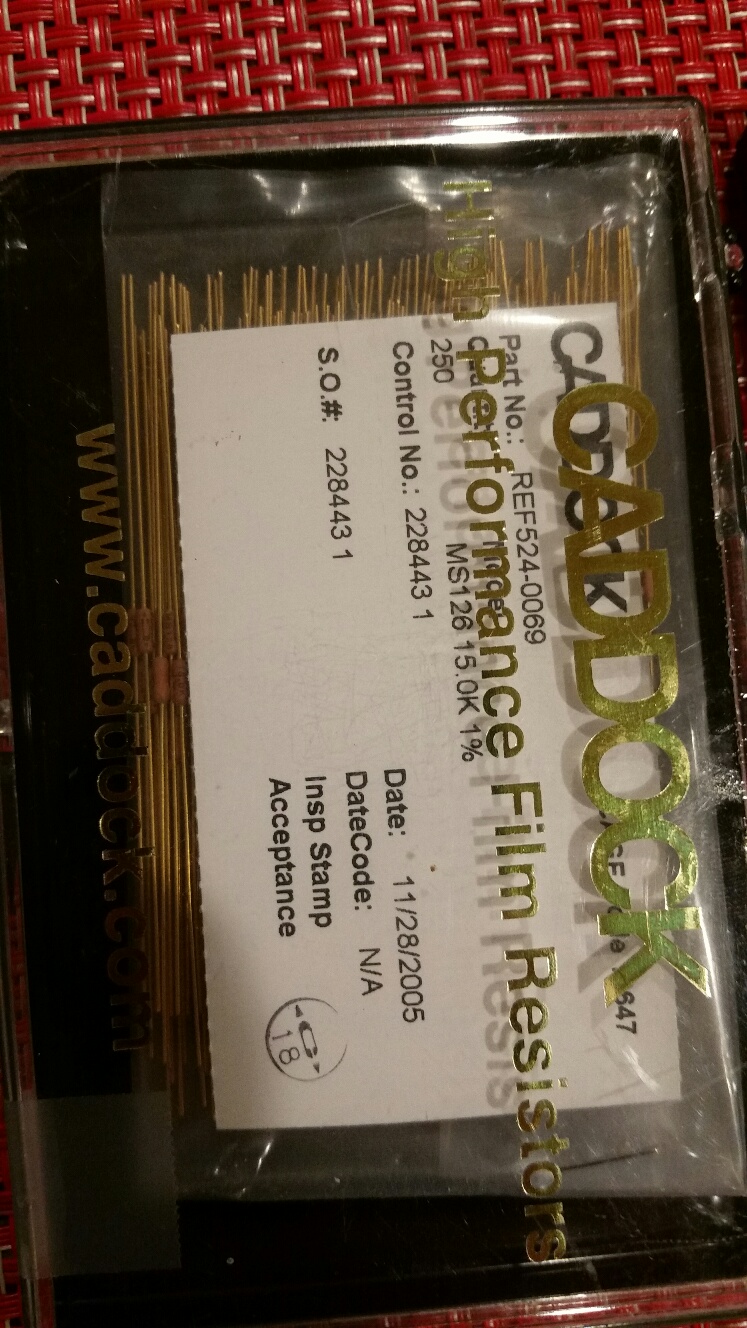 CADDOCK
High Performance Film Resistors
www.caddock.com
CADDOCK
Part No.: REF524-0069
250 MS126 15.0K 1%
Control No.: 228443 1
S.O.#: 228443 1
Date: 11/28/2005
DateCode: N/A
Insp Stamp
Acceptance
18